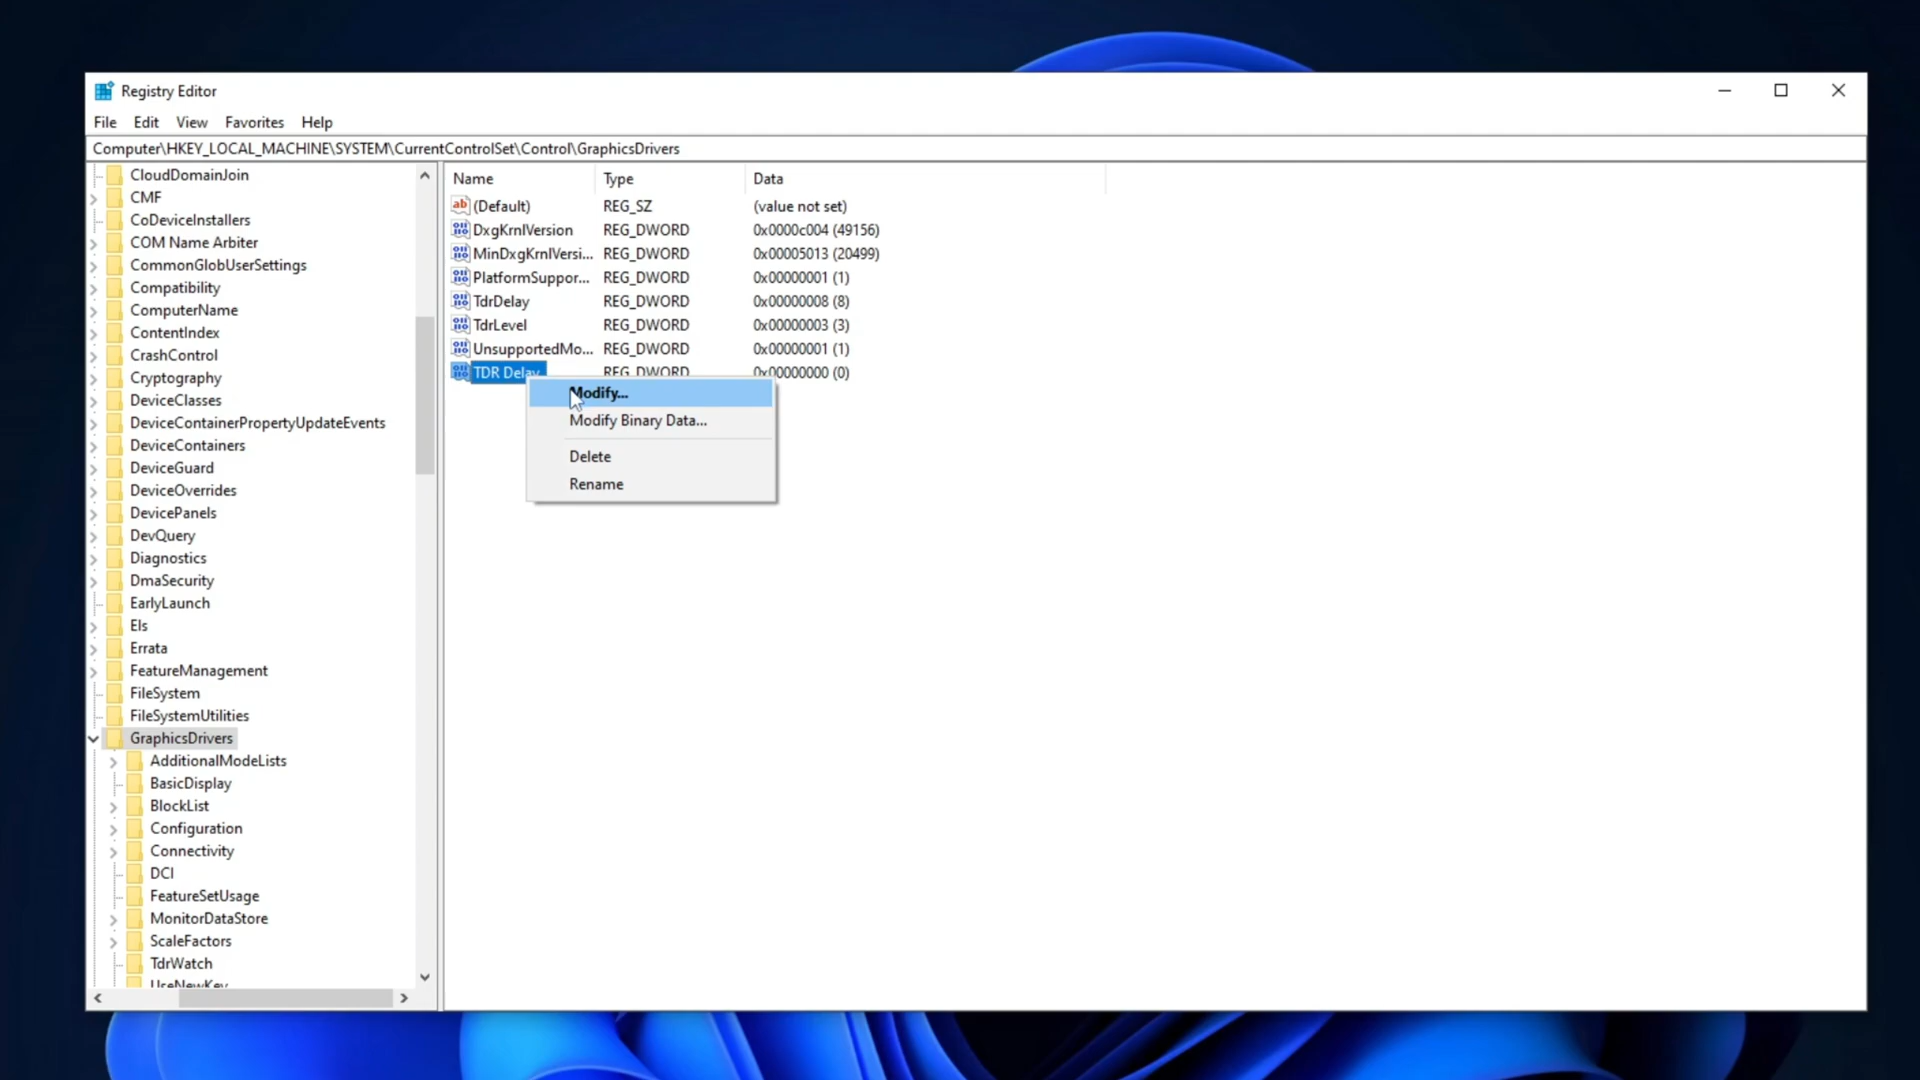 Registry Editor
File Edit View Favorites Help
Computer\HKEY_LOCAL_MACHINE\SYSTEM\CurrentControlSet\Control\GraphicsDrivers
CloudDomainJoin
CMF
CoDeviceInstallers
COM Name Arbiter
CommonGlobUserSettings
Compatibility
ComputerName
ContentIndex
CrashControl
Cryptography
DeviceClasses
DeviceContainerPropertyUpdateEvents
DeviceContainers
DeviceGuard
DeviceOverrides
DevicePanels
DevQuery
Diagnostics
DmaSecurity
EarlyLaunch
Els
Errata
FeatureManagement
FileSystem
FileSystemUtilities
GraphicsDrivers
AdditionalModeLists
BasicDisplay
BlockList
Configuration
Connectivity
DCI
FeatureSetUsage
MonitorDataStore
ScaleFactors
TdrWatch
UseNewKey
Name Type Data
(Default) REG_SZ (value not set)
DxgKrnlVersion REG_DWORD 0x0000c004 (49156)
MinDxgKrnlVersi... REG_DWORD 0x00005013 (20499)
PlatformSuppor... REG_DWORD 0x00000001 (1)
TdrDelay REG_DWORD 0x00000008 (8)
TdrLevel REG_DWORD 0x00000003 (3)
UnsupportedMo... REG_DWORD 0x00000001 (1)
TDR Delay REG_DWORD 0x00000000 (0)
Modify...
Modify Binary Data...
Delete
Rename